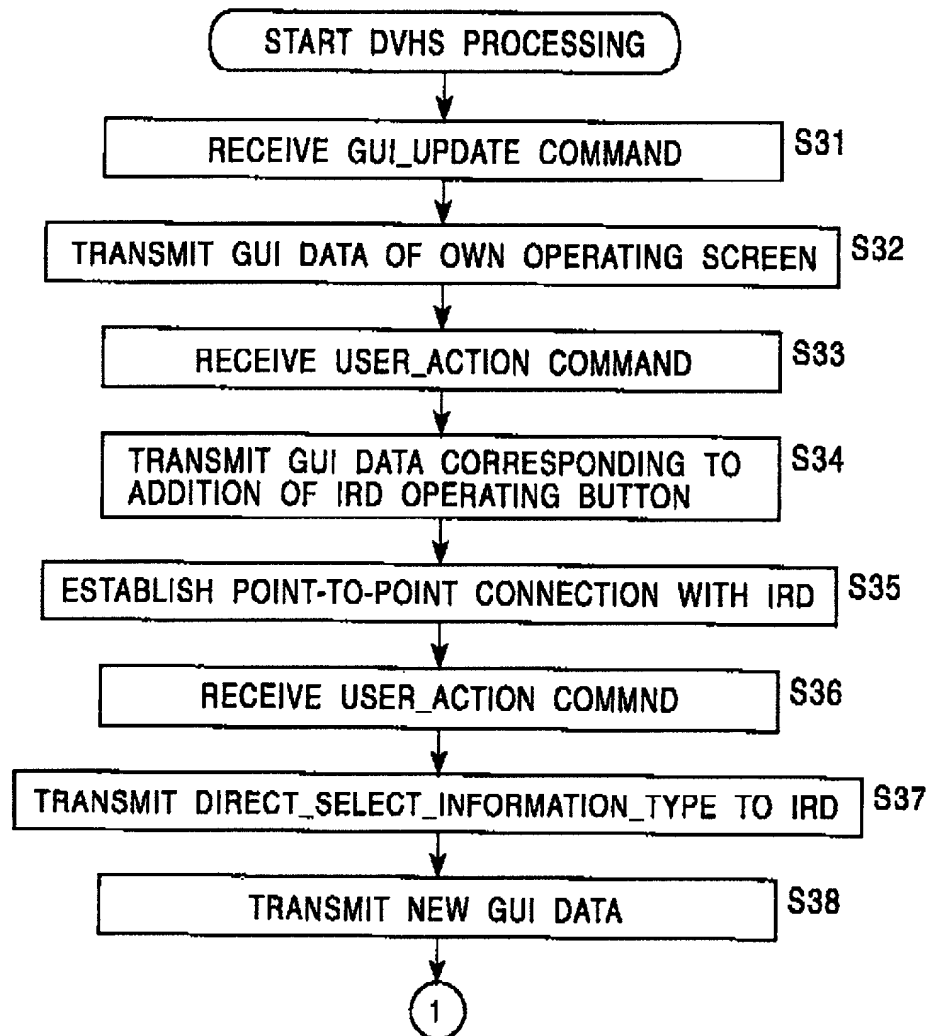 START DVHS PROCESSING
RECEIVE GUI_UPDATE COMMAND
S31
TRANSMIT GUI DATA OF OWN OPERATING SCREEN
S32
RECEIVE USER_ACTION COMMAND
S33
TRANSMIT GUI DATA CORRESPONDING TO
ADDITION OF IRD OPERATING BUTTON
S34
ESTABLISH POINT-TO-POINT CONNECTION WITH IRD
S35
RECEIVE USER_ACTION COMMND
S36
TRANSMIT DIRECT_SELECT_INFORMATION_TYPE TO IRD
S37
TRANSMIT NEW GUI DATA
S38
1